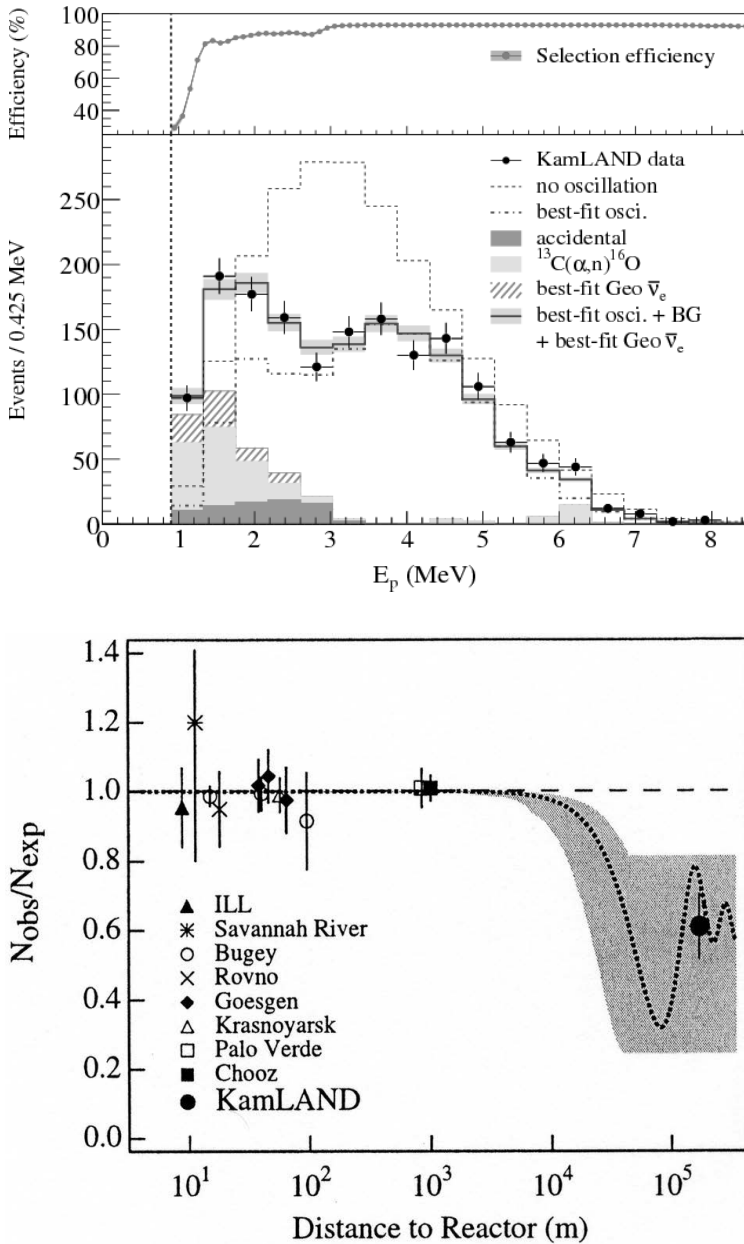 Efficiency (%)
100
80
60
40
Selection efficiency
Events / 0.425 MeV
250
200
150
100
50
0
KamLAND data
no oscillation
best-fit osci.
accidental
¹³C(α,n)¹⁶O
best-fit Geo ν̅ₑ
best-fit osci. + BG
+ best-fit Geo ν̅ₑ
0 1 2 3 4 5 6 7 8
Eₚ (MeV)
Nobs/Nexp
1.4
1.2
1.0
0.8
0.6
0.4
0.2
0.0
ILL
Savannah River
Bugey
Rovno
Goesgen
Krasnoyarsk
Palo Verde
Chooz
KamLAND
10¹ 10² 10³ 10⁴ 10⁵
Distance to Reactor (m)